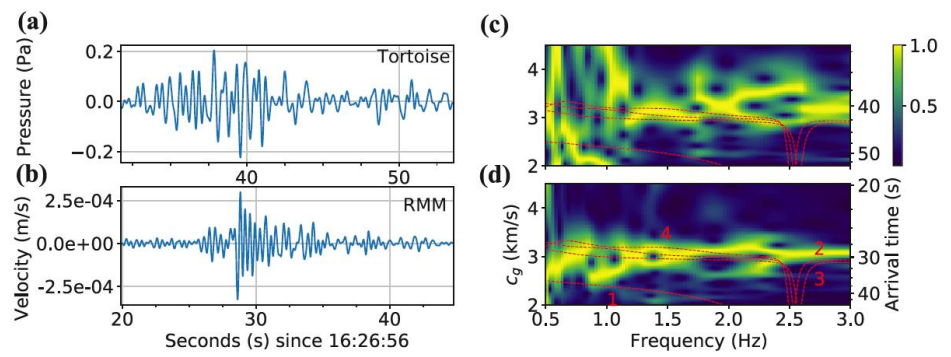 (a)
Pressure (Pa)
0.2
0.0
−0.2
Tortoise
40
50
(b)
Velocity (m/s)
2.5e-04
0.0e+00
-2.5e-04
RMM
20
30
40
Seconds (s) since 16:26:56
(c)
4
3
2
40
50
1.0
0.5
(d)
c_g (km/s)
4
3
2
4
2
3
1
20
30
40
Arrival time (s)
0.5
1.0
1.5
2.0
2.5
3.0
Frequency (Hz)